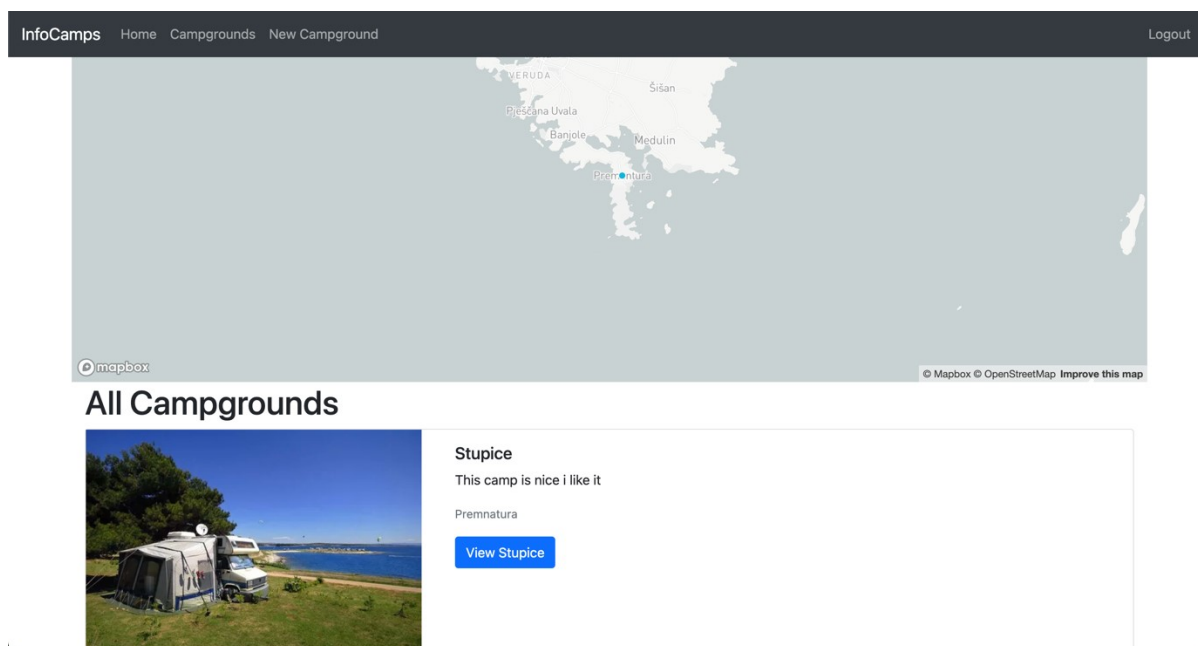 InfoCamps Home Campgrounds New Campground Logout
VERUDA
Šišan
Pješčana Uvala
Banjole
Medulin
Premantura
mapbox
© Mapbox © OpenStreetMap Improve this map
All Campgrounds
Stupice
This camp is nice i like it
Premnatura
View Stupice